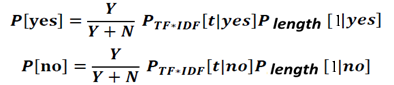 P[yes] = Y / (Y + N) P_TF*IDF[t|yes]P_length [1|yes]
P[no] = Y / (Y + N) P_TF*IDF[t|no]P_length [1|no]